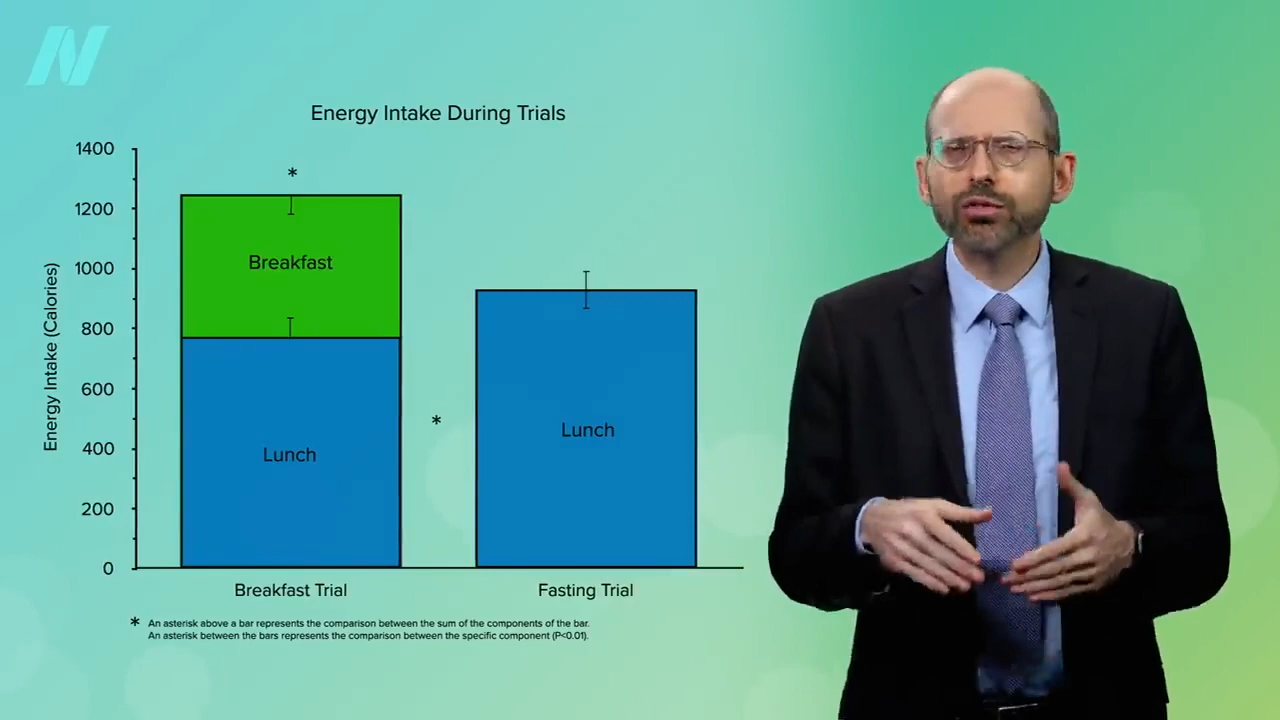 N
Energy Intake During Trials
1400
1200
1000
800
600
400
200
0
Energy Intake (Calories)
*
Breakfast
Lunch
*
Lunch
Breakfast Trial
Fasting Trial
* An asterisk above a bar represents the comparison between the sum of the components of the bar.
An asterisk between the bars represents the comparison between the specific component (P<0.01).